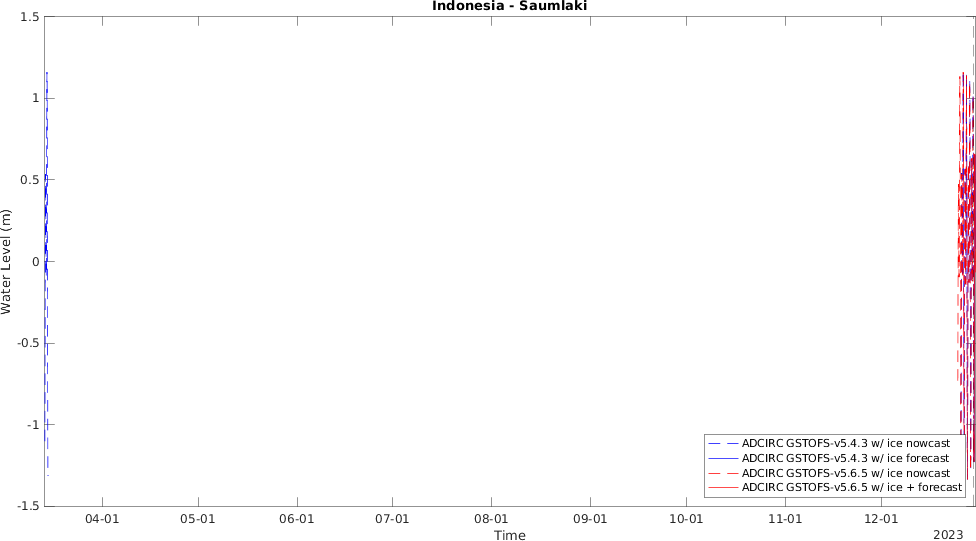 Indonesia - Saumlaki
1.5
1
0.5
0
-0.5
-1
-1.5
Water Level (m)
ADCIRC GSTOFS-v5.4.3 w/ ice nowcast
ADCIRC GSTOFS-v5.4.3 w/ ice forecast
ADCIRC GSTOFS-v5.6.5 w/ ice nowcast
ADCIRC GSTOFS-v5.6.5 w/ ice + forecast
04-01 05-01 06-01 07-01 08-01 09-01 10-01 11-01 12-01
Time
2023